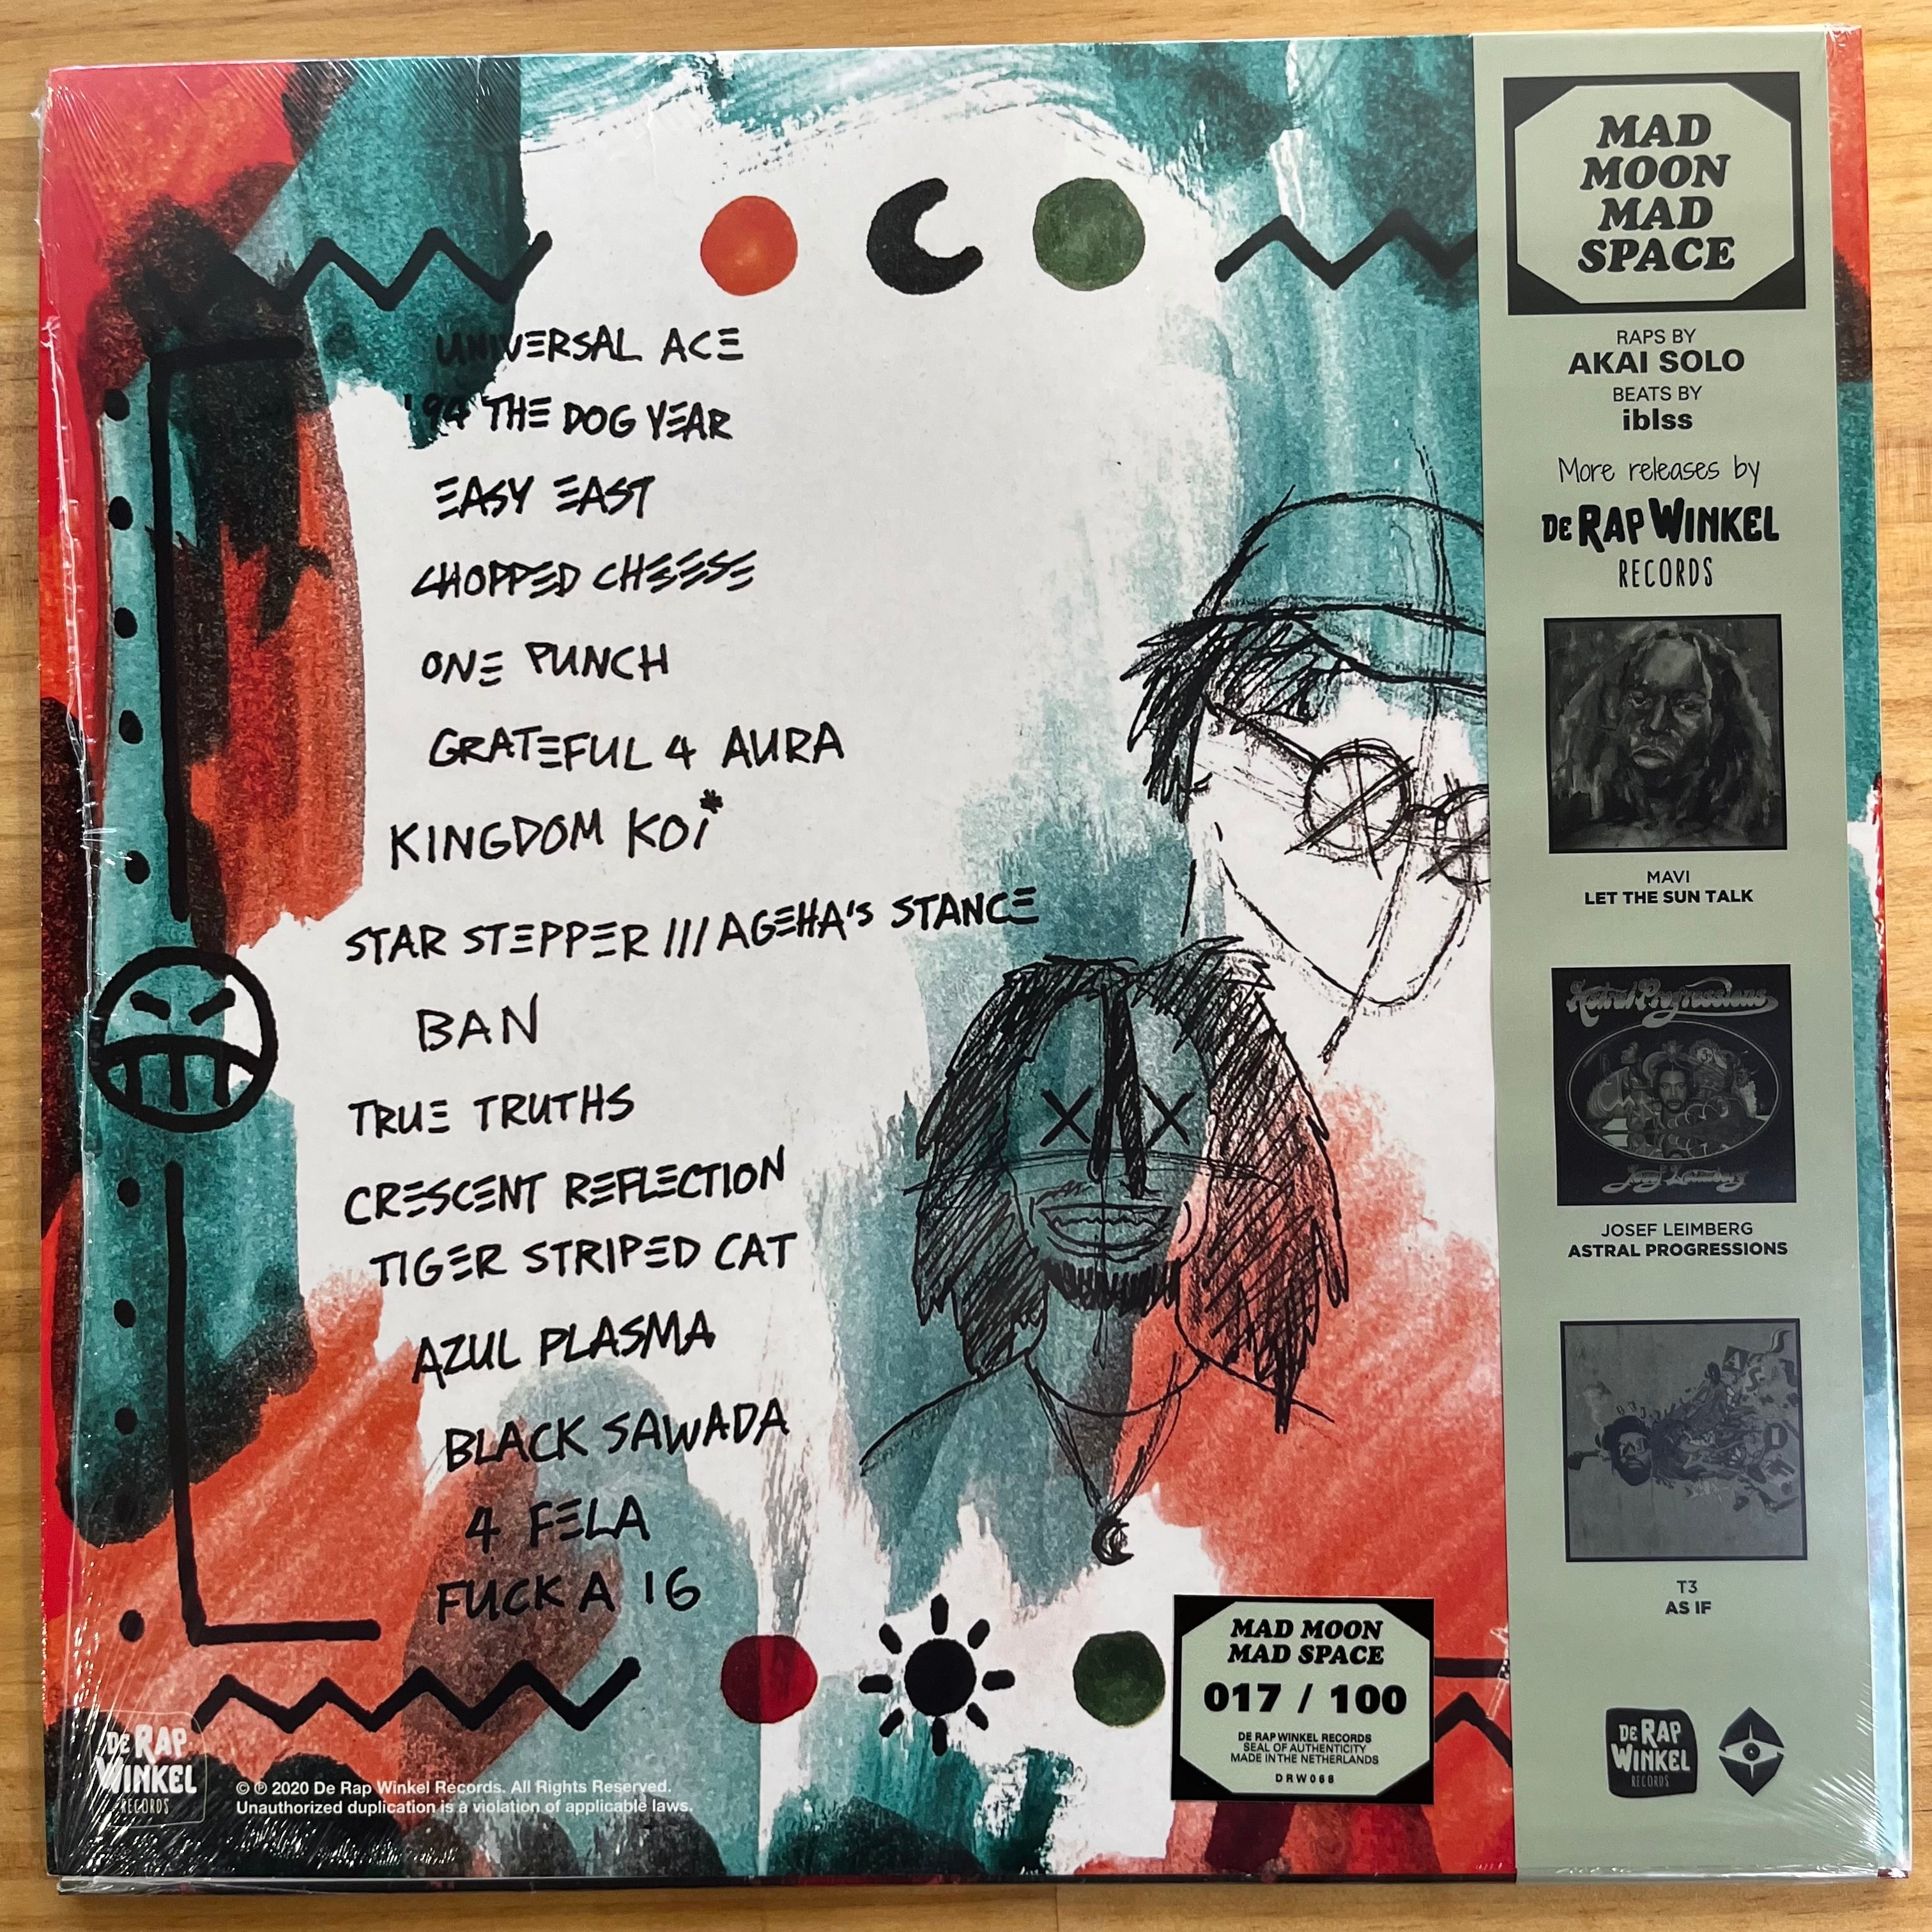 UNIVERSAL ACE
'94 THE DOG YEAR
EASY EAST
CHOPPED CHEESE
ONE PUNCH
GRATEFUL 4 AURA
KINGDOM KOi*
STAR STEPPER /// AGEHA'S STANCE
BAN
TRUE TRUTHS
CRESCENT REFLECTION
TIGER STRIPED CAT
AZUL PLASMA
BLACK SAWADA
4 FELA
FUCK A 16
DE RAP
WINKEL
RECORDS
© ℗ 2020 De Rap Winkel Records. All Rights Reserved.
Unauthorized duplication is a violation of applicable laws.
MAD MOON
MAD SPACE
017 / 100
DE RAP WINKEL RECORDS
SEAL OF AUTHENTICITY
MADE IN THE NETHERLANDS
DRW068
MAD
MOON
MAD
SPACE
RAPS BY
AKAI SOLO
BEATS BY
iblss
More releases by
DE RAP WINKEL
RECORDS
MAVI
LET THE SUN TALK
Astral Progressions
Josef Leimberg
JOSEF LEIMBERG
ASTRAL PROGRESSIONS
T3
AS IF
DE RAP
WINKEL
RECORDS